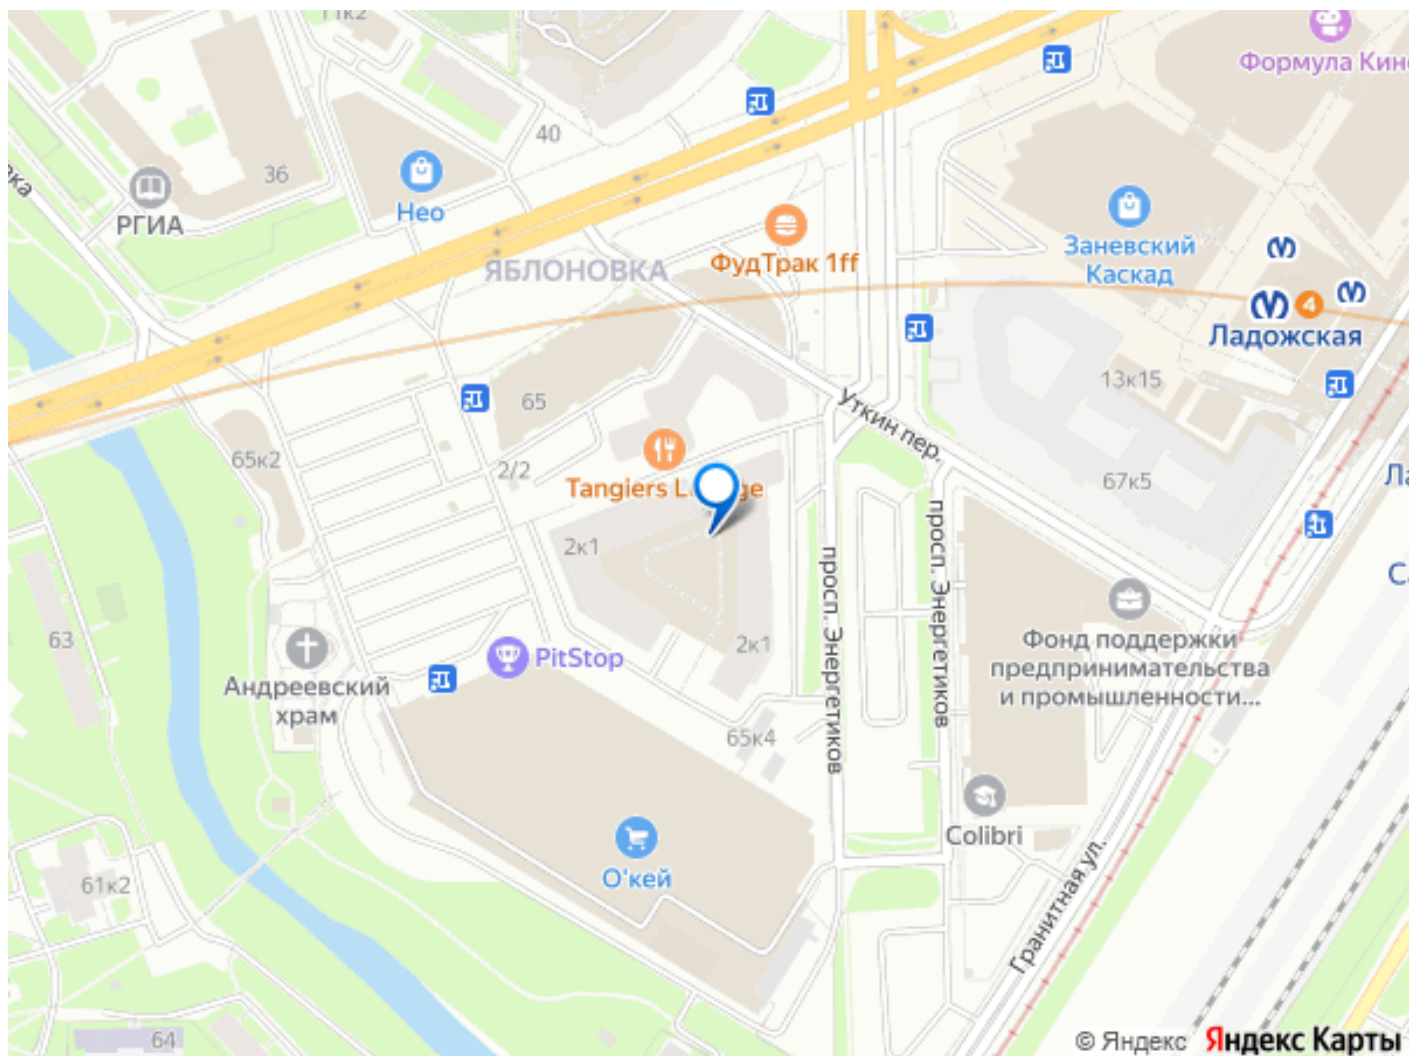 11к2
Формула Кин
40
36
вка
РГИА
Нео
ЯБЛОНОВКА
ФудТрак 1ff
Заневский
Каскад
4
Ладожская
13к15
65
Уткин пер.
65к2
2/2
Tangiers L
ge
67к5
2к1
просп. Энергетиков
просп. Энергетиков
63
Андреевский
храм
PitStop
2к1
65к4
Фонд поддержки
предпринимательства
и промышленности...
Colibri
О'кей
61к2
Гранитная ул.
64
© Яндекс Яндекс Карты